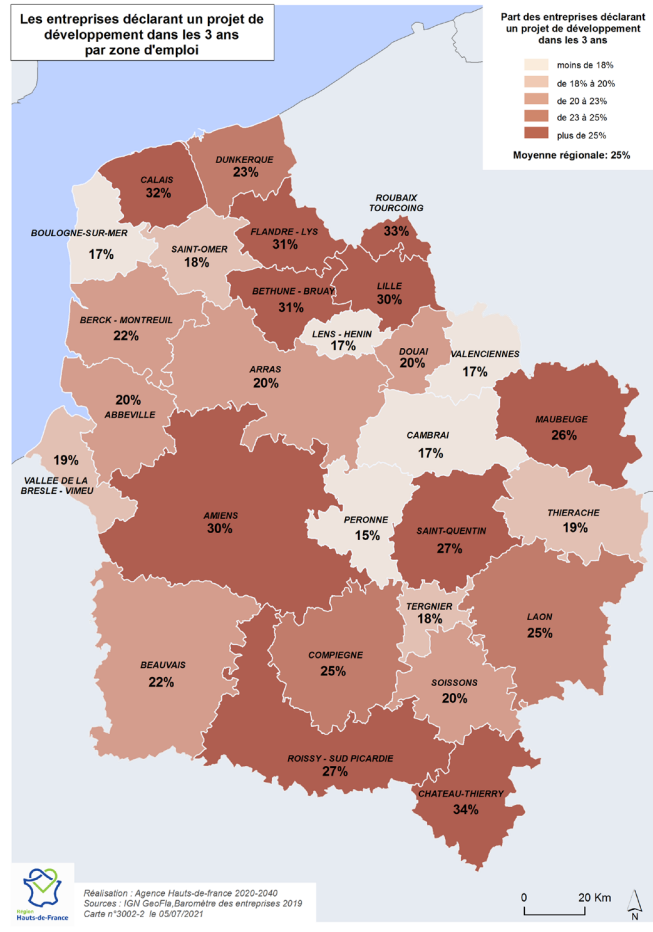 Les entreprises déclarant un projet de
développement dans les 3 ans
par zone d'emploi
Part des entreprises déclarant
un projet de développement
dans les 3 ans
moins de 18%
de 18% à 20%
de 20 à 23%
de 23 à 25%
plus de 25%
Moyenne régionale: 25%
DUNKERQUE
23%
CALAIS
32%
ROUBAIX
TOURCOING
33%
BOULOGNE-SUR-MER
17%
SAINT-OMER
18%
FLANDRE - LYS
31%
BETHUNE - BRUAY
31%
LILLE
30%
BERCK - MONTREUIL
22%
LENS - HENIN
17%
DOUAI
20%
VALENCIENNES
17%
ARRAS
20%
20%
ABBEVILLE
MAUBEUGE
26%
CAMBRAI
17%
19%
VALLEE DE LA
BRESLE - VIMEU
AMIENS
30%
PERONNE
15%
SAINT-QUENTIN
27%
THIERACHE
19%
TERGNIER
18%
LAON
25%
COMPIEGNE
25%
BEAUVAIS
22%
SOISSONS
20%
ROISSY - SUD PICARDIE
27%
CHATEAU-THIERRY
34%
Région
Hauts-de-France
Réalisation : Agence Hauts-de-france 2020-2040
Sources : IGN GeoFla,Baromètre des entreprises 2019
Carte n°3002-2 le 05/07/2021
0 20 Km
N